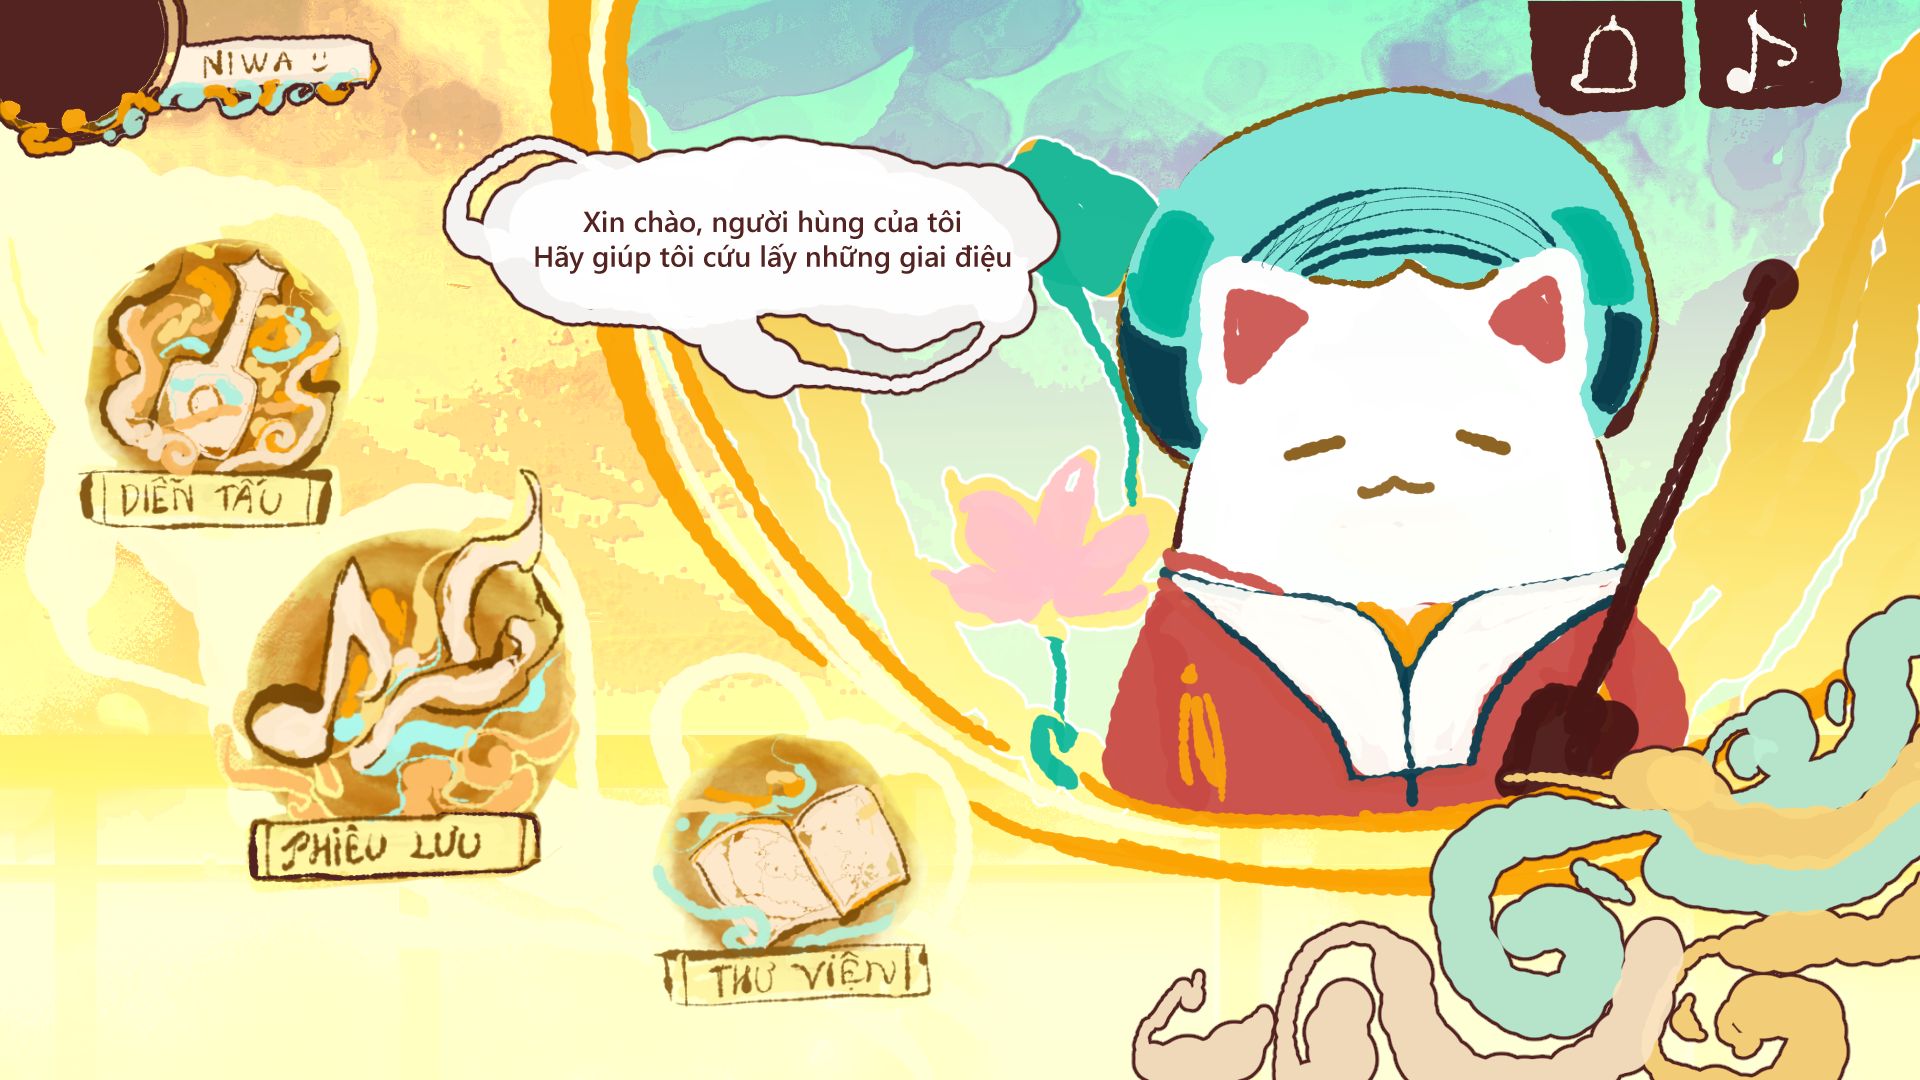 NIWA
Xin chào, người hùng của tôi
Hãy giúp tôi cứu lấy những giai điệu
DIỄN TẤU
PHIÊU LƯU
THƯ VIỆN